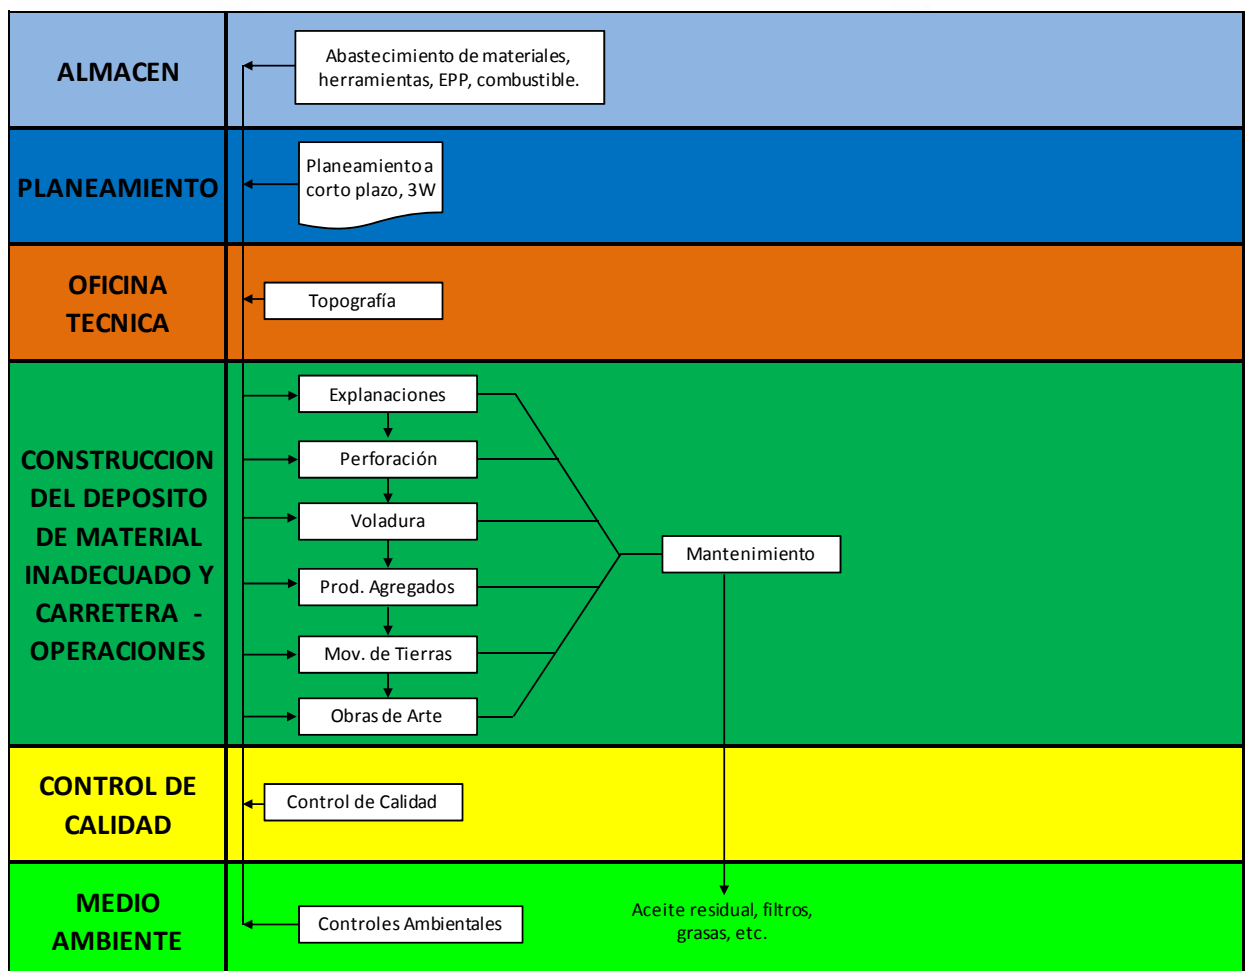 ALMACEN
Abastecimiento de materiales,
herramientas, EPP, combustible.
PLANEAMIENTO
Planeamiento a
corto plazo, 3W
OFICINA
TECNICA
Topografía
CONSTRUCCION
DEL DEPOSITO
DE MATERIAL
INADECUADO Y
CARRETERA -
OPERACIONES
Explanaciones
Perforación
Voladura
Prod. Agregados
Mov. de Tierras
Obras de Arte
Mantenimiento
CONTROL DE
CALIDAD
Control de Calidad
MEDIO
AMBIENTE
Controles Ambientales
Aceite residual, filtros,
grasas, etc.